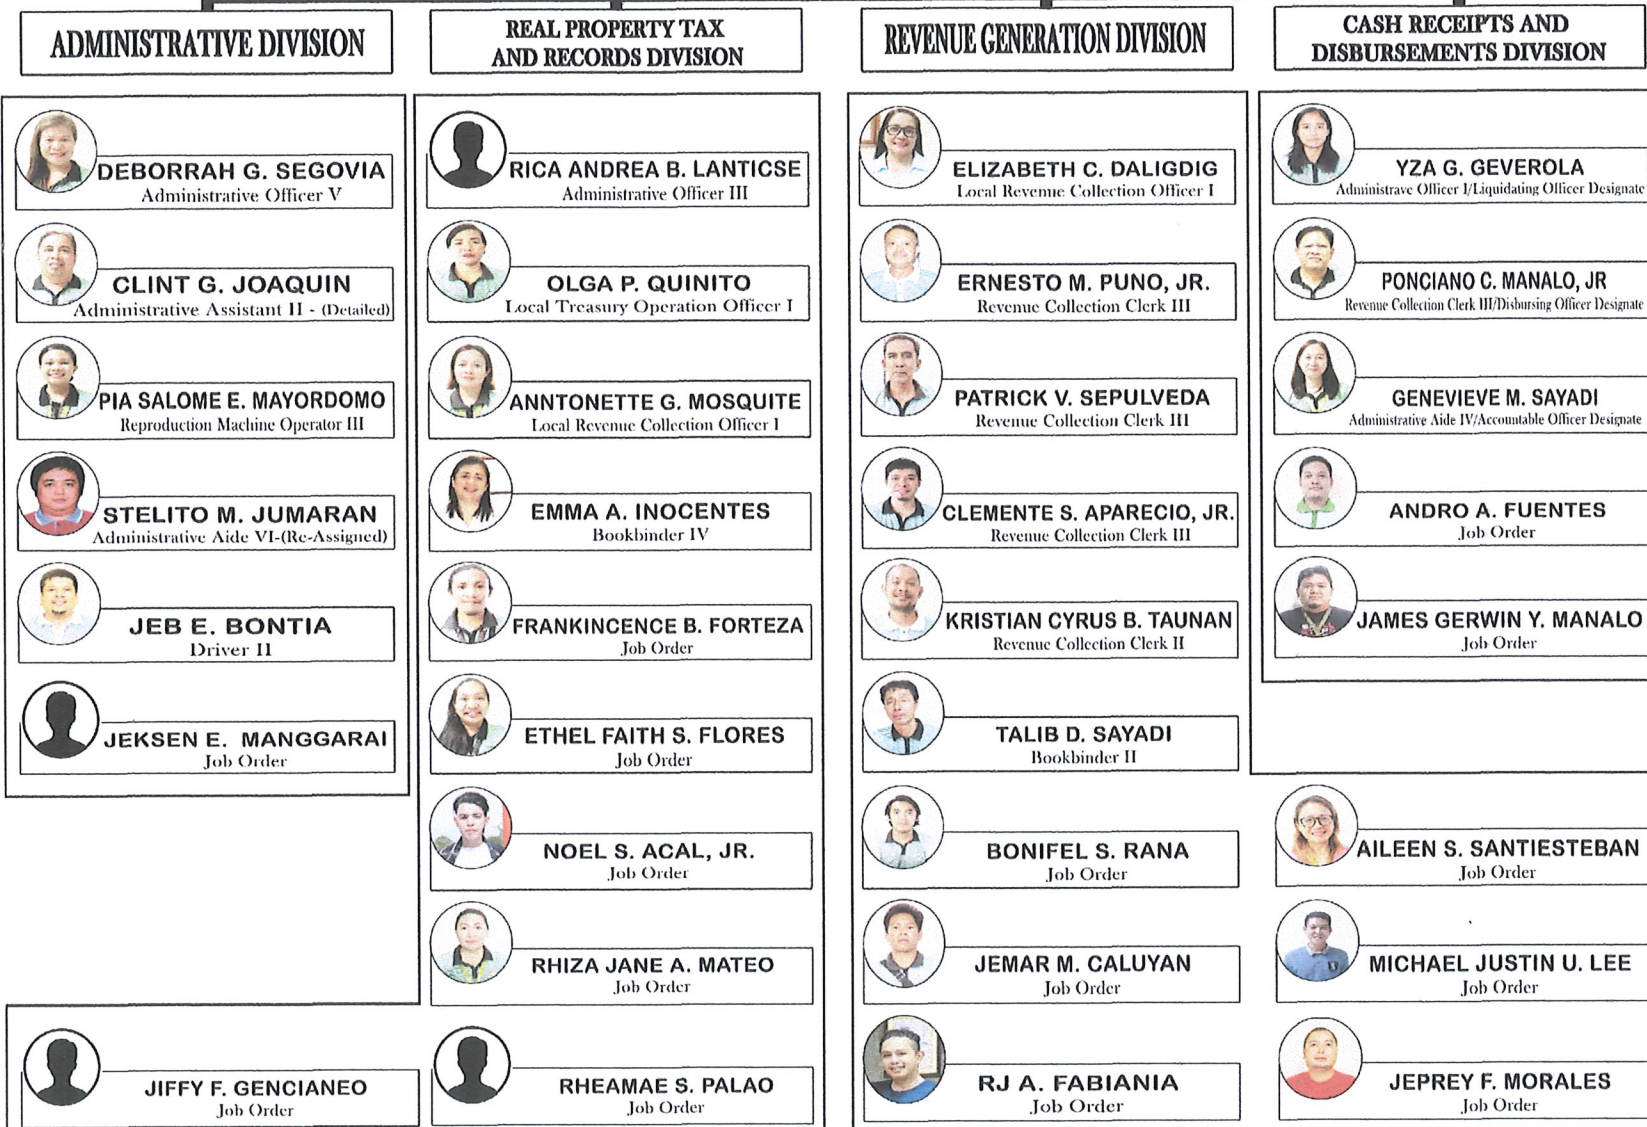 ADMINISTRATIVE DIVISION
DEBORRAH G. SEGOVIA
Administrative Officer V
CLINT G. JOAQUIN
Administrative Assistant II - (Detailed)
PIA SALOME E. MAYORDOMO
Reproduction Machine Operator III
STELITO M. JUMARAN
Administrative Aide VI-(Re-Assigned)
JEB E. BONTIA
Driver II
JEKSEN E. MANGGARAI
Job Order
JIFFY F. GENCIANEO
Job Order
REAL PROPERTY TAX
AND RECORDS DIVISION
RICA ANDREA B. LANTICSE
Administrative Officer III
OLGA P. QUINITO
Local Treasury Operation Officer I
ANNTONETTE G. MOSQUITE
Local Revenue Collection Officer I
EMMA A. INOCENTES
Bookbinder IV
FRANKINCENCE B. FORTEZA
Job Order
ETHEL FAITH S. FLORES
Job Order
NOEL S. ACAL, JR.
Job Order
RHIZA JANE A. MATEO
Job Order
RHEAMAE S. PALAO
Job Order
REVENUE GENERATION DIVISION
ELIZABETH C. DALIGDIG
Local Revenue Collection Officer I
ERNESTO M. PUNO, JR.
Revenue Collection Clerk III
PATRICK V. SEPULVEDA
Revenue Collection Clerk III
CLEMENTE S. APARECIO, JR.
Revenue Collection Clerk III
KRISTIAN CYRUS B. TAUNAN
Revenue Collection Clerk II
TALIB D. SAYADI
Bookbinder II
BONIFEL S. RANA
Job Order
JEMAR M. CALUYAN
Job Order
RJ A. FABIANIA
Job Order
CASH RECEIPTS AND
DISBURSEMENTS DIVISION
YZA G. GEVEROLA
Administrave Officer I/Liquidating Officer Designate
PONCIANO C. MANALO, JR
Revenue Collection Clerk III/Disbursing Officer Designate
GENEVIEVE M. SAYADI
Administrative Aide IV/Accountable Officer Designate
ANDRO A. FUENTES
Job Order
JAMES GERWIN Y. MANALO
Job Order
AILEEN S. SANTIESTEBAN
Job Order
MICHAEL JUSTIN U. LEE
Job Order
JEPREY F. MORALES
Job Order